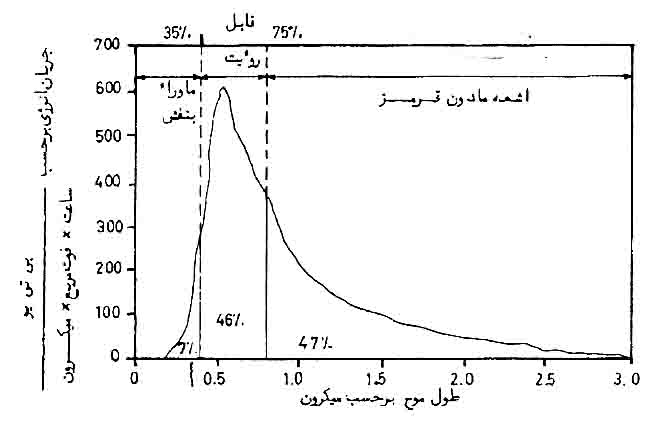 35٪ قابل 75٪
رؤیت
ماوراء
بنفش
اشعه مادون قرمز
جریان انرژی برحسب
بی تی یو
ساعت × فوت مربع × میکرون
700
600
500
400
300
200
100
0
7٪
46٪
47٪
0 0.5 1.0 1.5 2.0 2.5 3.0
طول موج برحسب میکرون